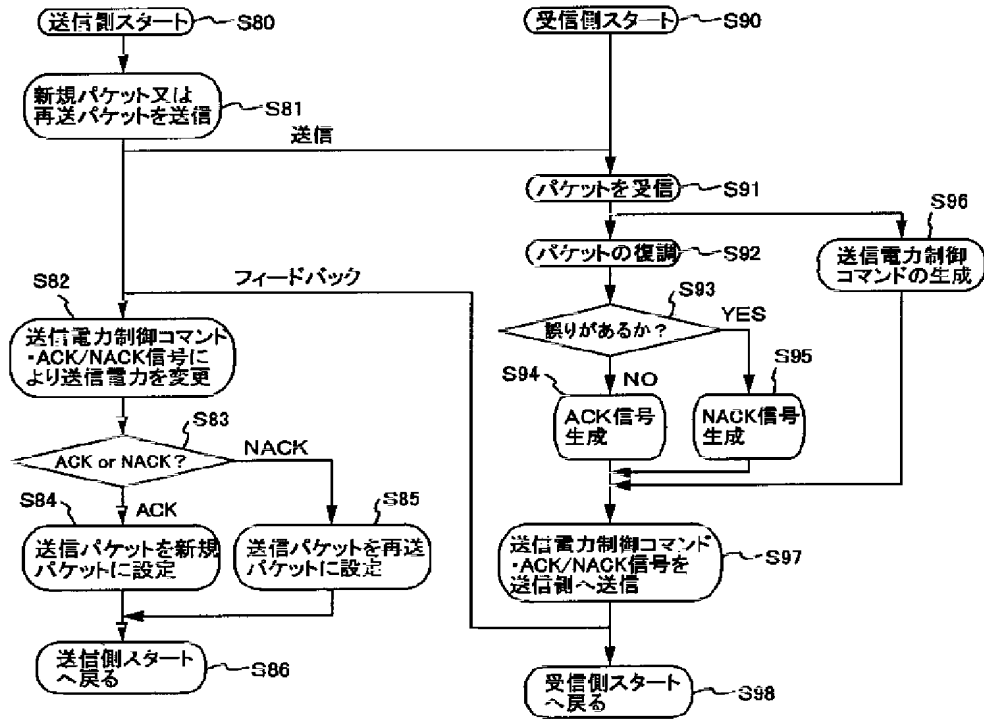 送信側スタート
S80
新規パケット又は
再送パケットを送信
S81
送信
フィードバック
S82
送信電力制御コマンド
・ACK/NACK信号に
より送信電力を変更
S83
ACK or NACK？
NACK
ACK
S84
送信パケットを新規
パケットに設定
S85
送信パケットを再送
パケットに設定
送信側スタート
へ戻る
S86
受信側スタート
S90
パケットを受信
S91
パケットの復調
S92
S96
送信電力制御
コマンドの生成
S93
誤りがあるか？
YES
NO
S94
ACK信号
生成
S95
NACK信号
生成
送信電力制御コマンド
・ACK/NACK信号を
送信側へ送信
S97
受信側スタート
へ戻る
S98